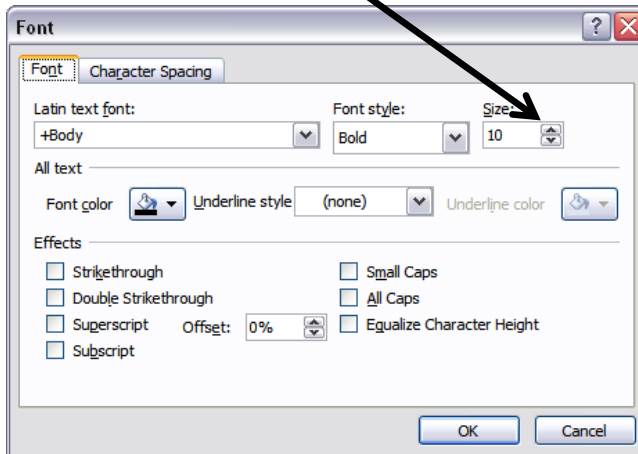 Font
Font Character Spacing
Latin text font: Font style: Size:
+Body Bold 10
All text
Font color Underline style (none) Underline color
Effects
Strikethrough Small Caps
Double Strikethrough All Caps
Superscript Offset: 0% Equalize Character Height
Subscript
OK Cancel